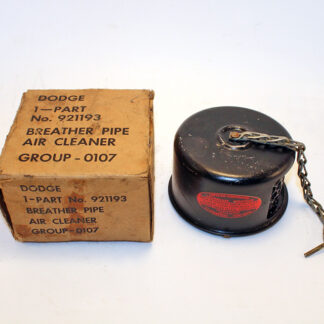 DODGE
1-PART
No. 921193
BREATHER PIPE
AIR CLEANER
GROUP-0107
DODGE
1-PART No. 921193
BREATHER PIPE
AIR CLEANER
GROUP-0107